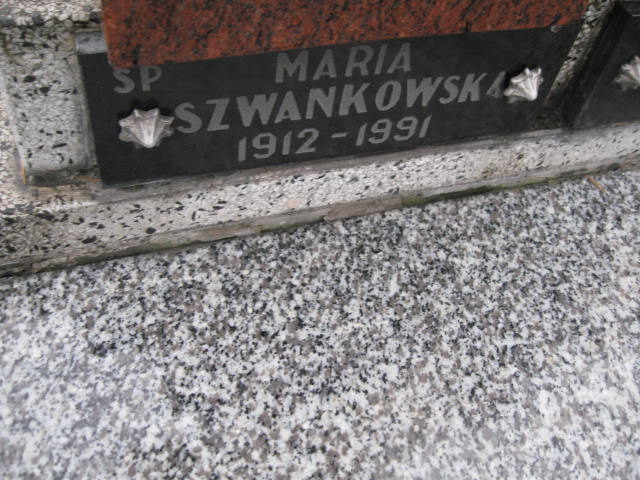 SP MARIA
SZWANKOWSKA
1912 - 1991